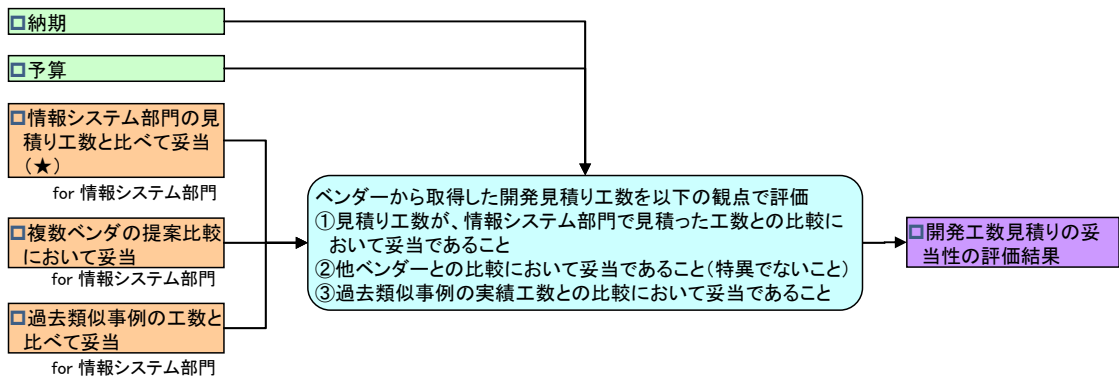 納期
予算
情報システム部門の見
積り工数と比べて妥当
(★)
for 情報システム部門
複数ベンダの提案比較
において妥当
for 情報システム部門
過去類似事例の工数と
比べて妥当
for 情報システム部門
ベンダーから取得した開発見積り工数を以下の観点で評価
①見積り工数が、情報システム部門で見積った工数との比較に
おいて妥当であること
②他ベンダーとの比較において妥当であること(特異でないこと)
③過去類似事例の実績工数との比較において妥当であること
開発工数見積りの妥
当性の評価結果